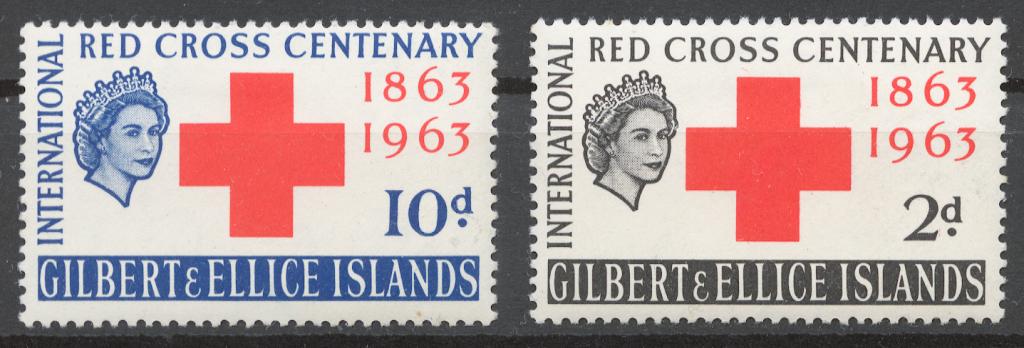 INTERNATIONAL
RED CROSS CENTENARY
1863
1963
10d.
GILBERT & ELLICE ISLANDS
INTERNATIONAL
RED CROSS CENTENARY
1863
1963
2d.
GILBERT & ELLICE ISLANDS